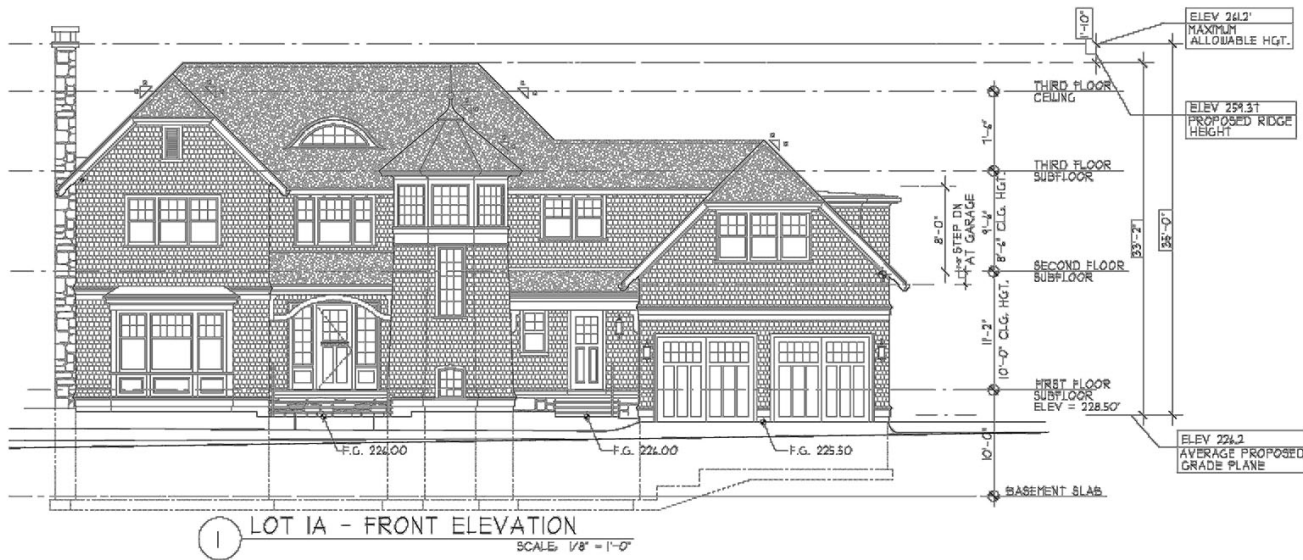 1'-10"
ELEV 261.2'
MAXIMUM
ALLOWABLE HGT.
THIRD FLOOR
CEILING
ELEV 259.37
PROPOSED RIDGE
HEIGHT
7'-6"
THIRD FLOOR
SUBFLOOR
8'-0"
STEP DN
AT GARAGE
9'-6"
8'-6" CLG. HGT.
33'-2"
35'-0"
SECOND FLOOR
SUBFLOOR
11'-2"
10'-0" CLG. HGT.
FIRST FLOOR
SUBFLOOR
ELEV = 228.50'
F.G. 226.00
F.G. 226.00
F.G. 225.50
10'-0"
ELEV 226.2
AVERAGE PROPOSED
GRADE PLANE
BASEMENT SLAB
1
LOT 1A - FRONT ELEVATION
SCALE: 1/8" = 1'-0"